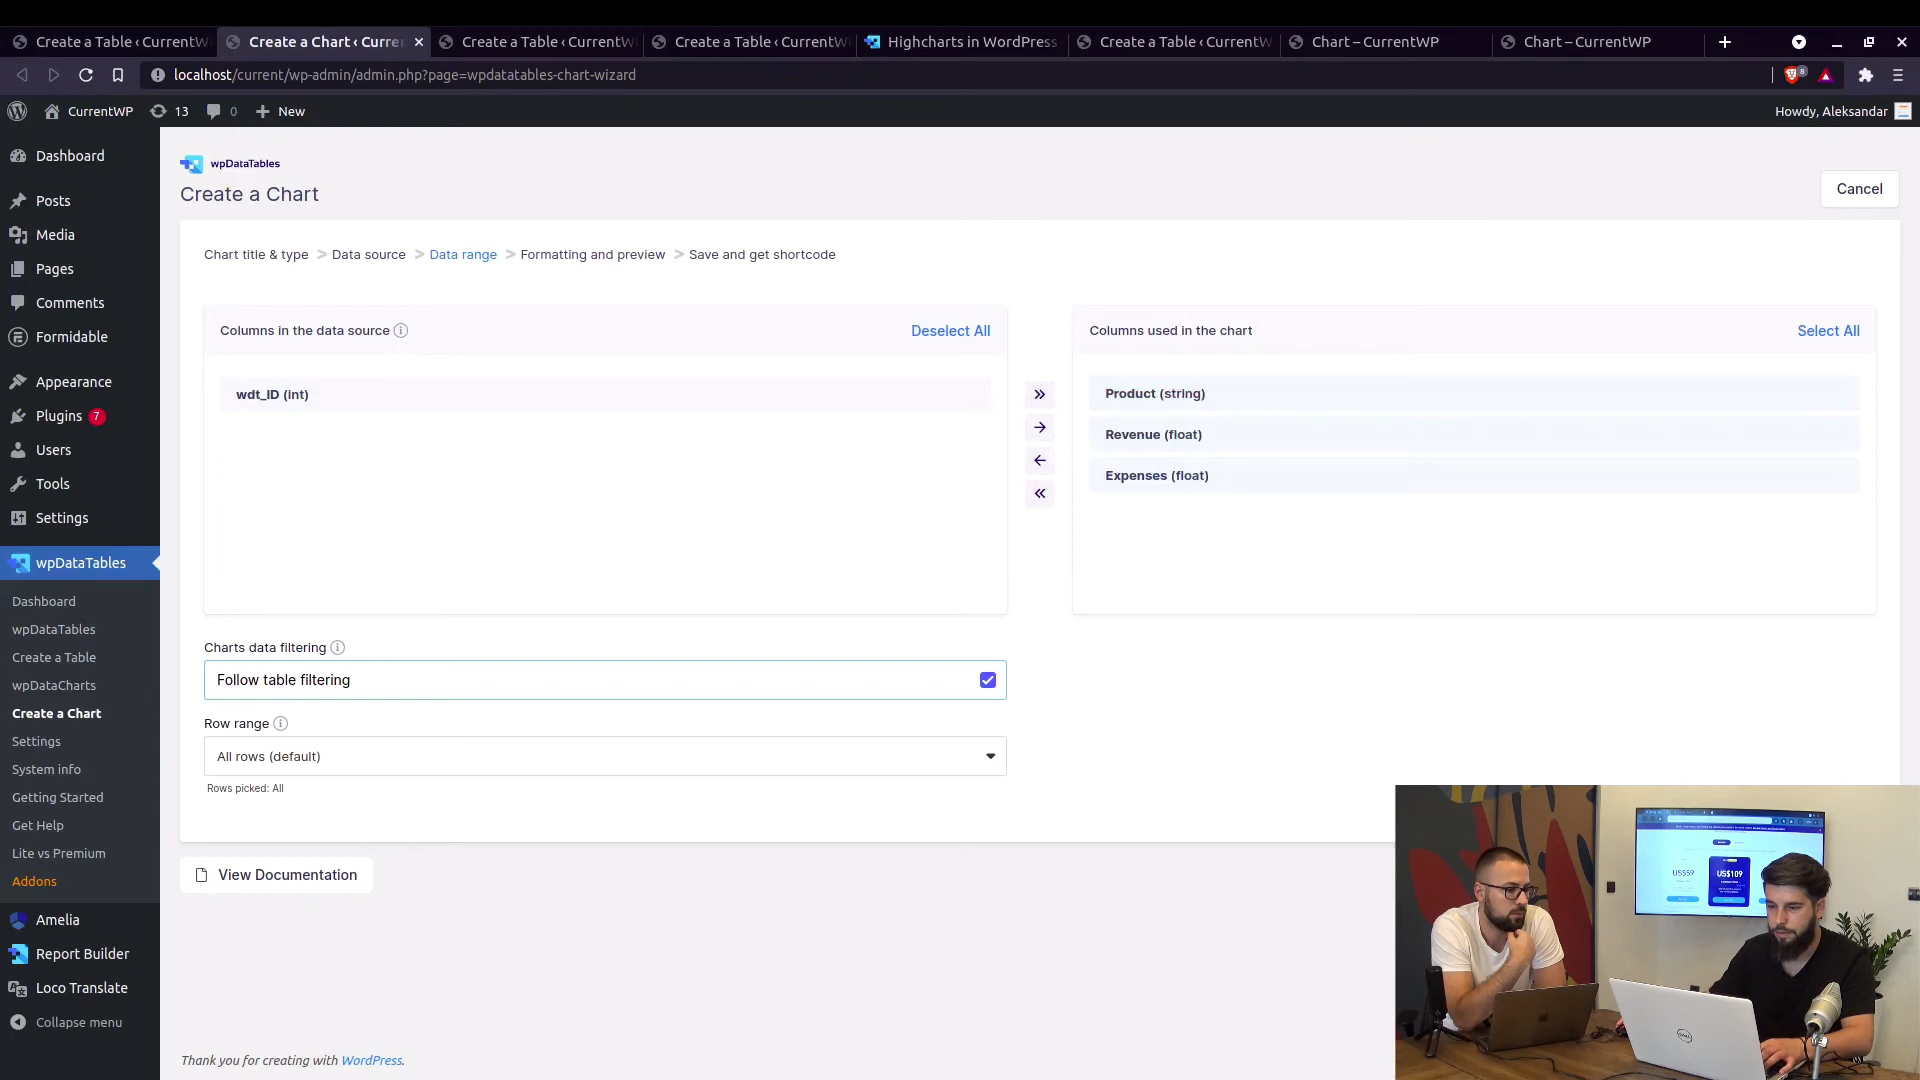 Create a Table ‹ CurrentW
Create a Chart ‹ Curre
Create a Table ‹ CurrentW
Create a Table ‹ CurrentW
Highcharts in WordPress
Create a Table ‹ CurrentW
Chart – CurrentWP
Chart – CurrentWP
localhost/current/wp-admin/admin.php?page=wpdatatables-chart-wizard
8
CurrentWP
13
0
New
Howdy, Aleksandar
Dashboard
Posts
Media
Pages
Comments
Formidable
Appearance
Plugins 7
Users
Tools
Settings
wpDataTables
Dashboard
wpDataTables
Create a Table
wpDataCharts
Create a Chart
Settings
System info
Getting Started
Get Help
Lite vs Premium
Addons
Amelia
Report Builder
Loco Translate
Collapse menu
wpDataTables
Create a Chart
Cancel
Chart title & type > Data source > Data range > Formatting and preview > Save and get shortcode
Columns in the data source
Deselect All
wdt_ID (int)
Columns used in the chart
Select All
Product (string)
Revenue (float)
Expenses (float)
Charts data filtering
Follow table filtering
Row range
All rows (default)
Rows picked: All
View Documentation
US$59
US$109
DELL
Thank you for creating with WordPress.